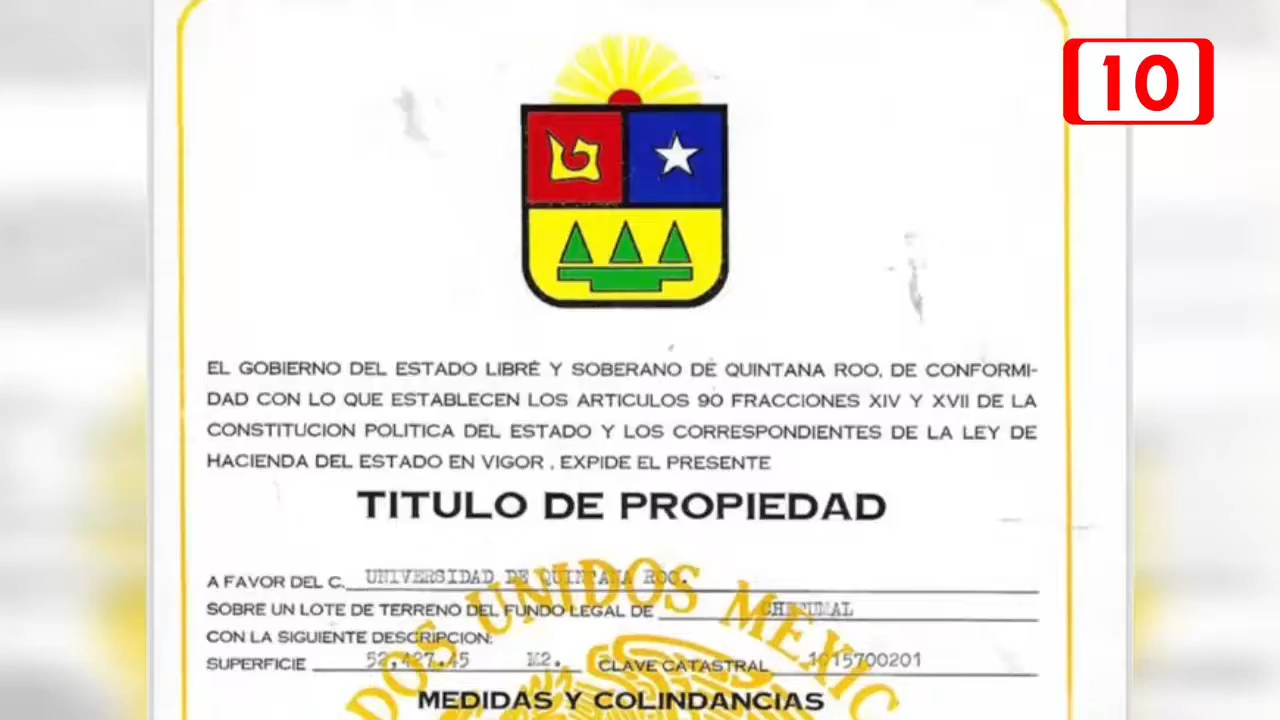 10
EL GOBIERNO DEL ESTADO LIBRE Y SOBERANO DE QUINTANA ROO, DE CONFORMI-
DAD CON LO QUE ESTABLECEN LOS ARTICULOS 90 FRACCIONES XIV Y XVII DE LA
CONSTITUCION POLITICA DEL ESTADO Y LOS CORRESPONDIENTES DE LA LEY DE
HACIENDA DEL ESTADO EN VIGOR , EXPIDE EL PRESENTE
TITULO DE PROPIEDAD
A FAVOR DEL C. UNIVERSIDAD DE QUINTANA ROO.
SOBRE UN LOTE DE TERRENO DEL FUNDO LEGAL DE CHETUMAL
CON LA SIGUIENTE DESCRIPCION:
SUPERFICIE 52,427.45 M2. CLAVE CATASTRAL 1015700201
DOS UNIDOS MEXIC
MEDIDAS Y COLINDANCIAS